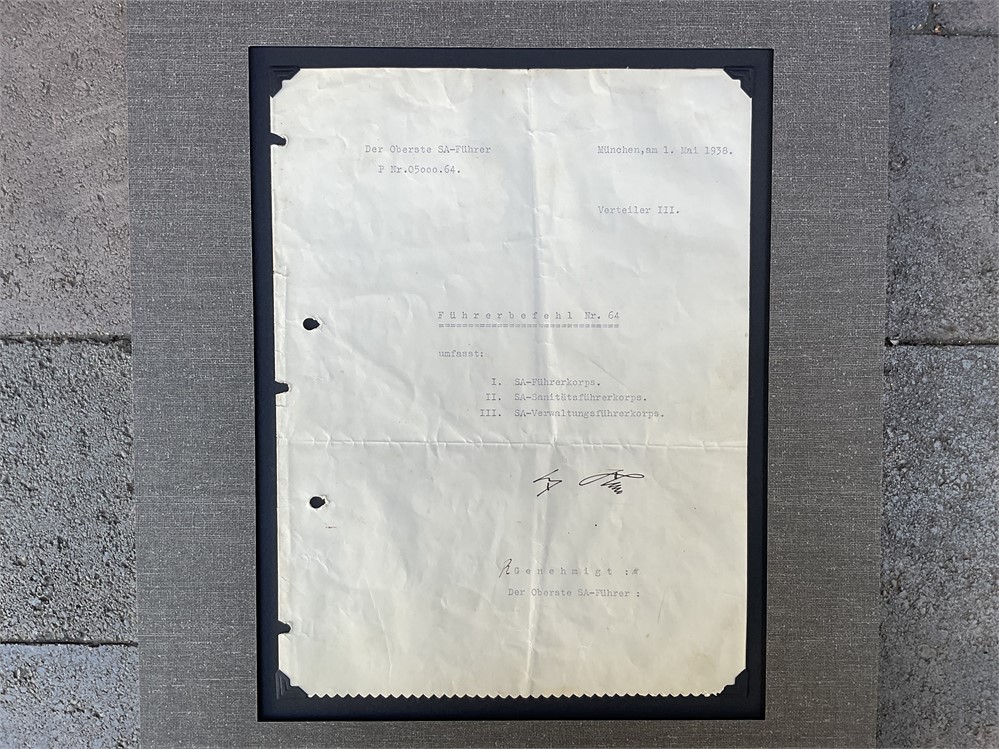 Der Oberste SA-Führer
München,am 1. Mai 1938.
F Nr.05ooo.64.
Verteiler III.
Führerbefehl Nr. 64
umfasst:
I. SA-Führerkorps.
II. SA-Sanitätsführerkorps.
III. SA-Verwaltungsführerkorps.
Genehmigt :
Der Oberste SA-Führer :